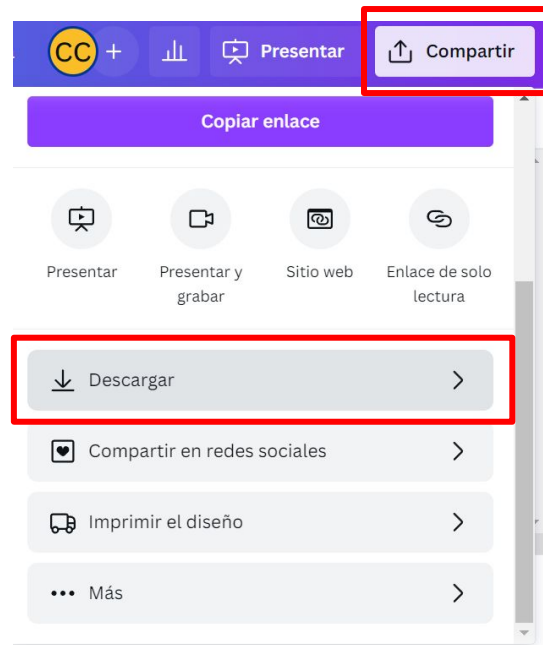 CC + Presentar Compartir
Copiar enlace
Presentar
Presentar y
grabar
Sitio web
Enlace de solo
lectura
Descargar
Compartir en redes sociales
Imprimir el diseño
Más